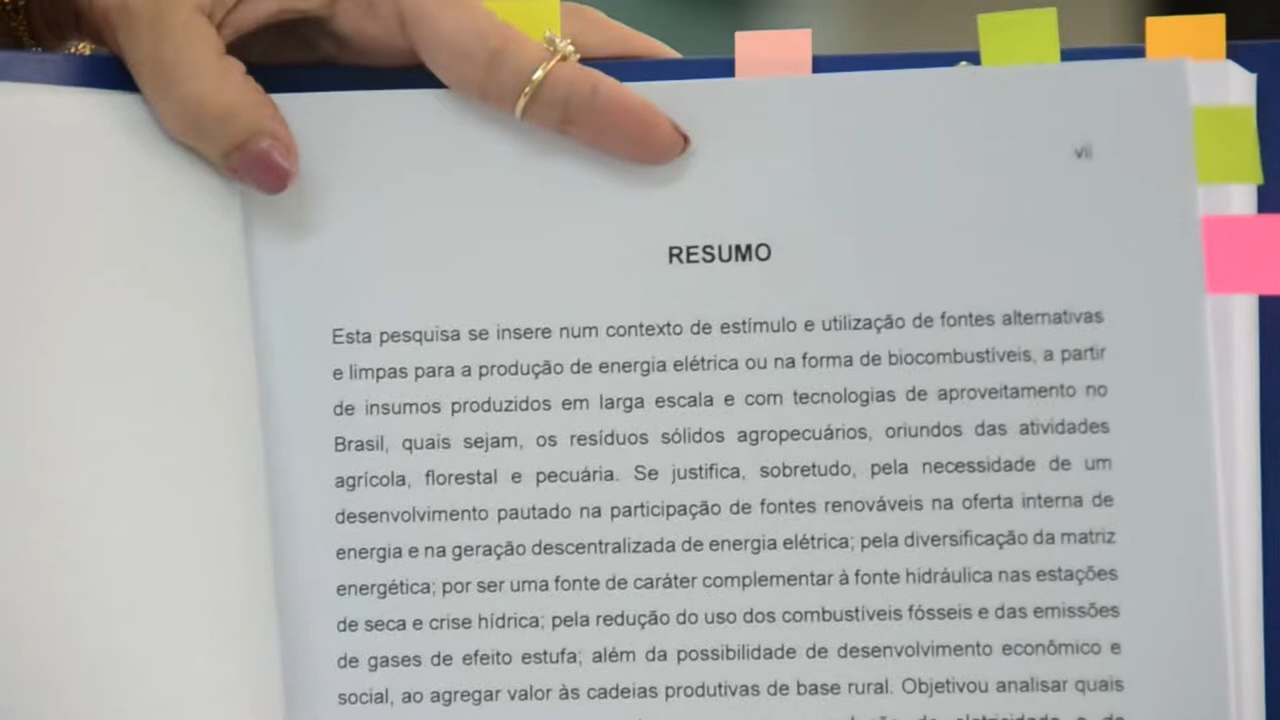 vii
RESUMO
Esta pesquisa se insere num contexto de estímulo e utilização de fontes alternativas
e limpas para a produção de energia elétrica ou na forma de biocombustíveis, a partir
de insumos produzidos em larga escala e com tecnologias de aproveitamento no
Brasil, quais sejam, os resíduos sólidos agropecuários, oriundos das atividades
agrícola, florestal e pecuária. Se justifica, sobretudo, pela necessidade de um
desenvolvimento pautado na participação de fontes renováveis na oferta interna de
energia e na geração descentralizada de energia elétrica; pela diversificação da matriz
energética; por ser uma fonte de caráter complementar à fonte hidráulica nas estações
de seca e crise hídrica; pela redução do uso dos combustíveis fósseis e das emissões
de gases de efeito estufa; além da possibilidade de desenvolvimento econômico e
social, ao agregar valor às cadeias produtivas de base rural. Objetivou analisar quais